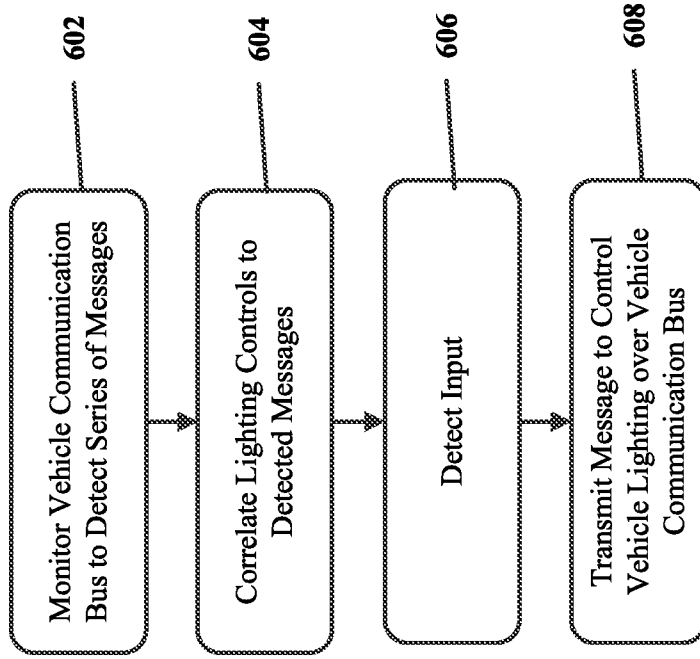 Monitor Vehicle Communication
Bus to Detect Series of Messages
602
Correlate Lighting Controls to
Detected Messages
604
Detect Input
606
Transmit Message to Control
Vehicle Lighting over Vehicle
Communication Bus
608